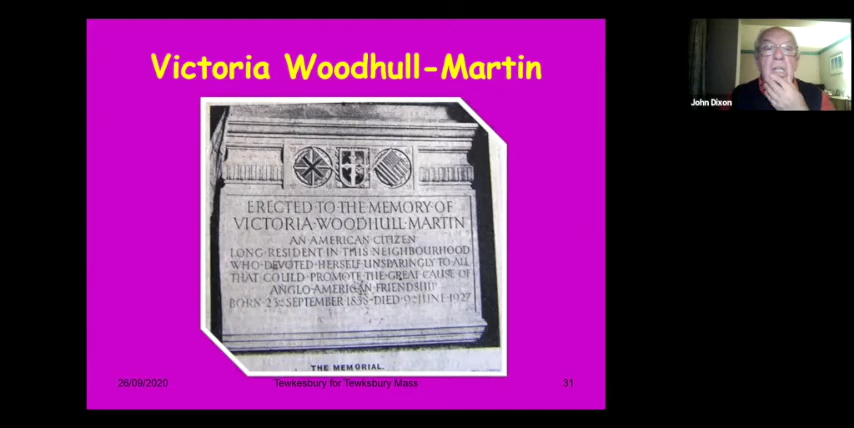 Victoria Woodhull-Martin
ERECTED·TO·THE·MEMORY·OF
VICTORIA·WOODHULL·MARTIN
AN·AMERICAN·CITIZEN
LONG·RESIDENT·IN·THIS·NEIGHBOURHOOD
WHO·DEVOTED·HERSELF·UNSPARINGLY·TO·ALL
THAT·COULD·PROMOTE·THE·GREAT·CAUSE·OF
ANGLO·AMERICAN·FRIENDSHIP
BORN·23RD·SEPTEMBER·1838·DIED·9TH·JUNE·1927
THE MEMORIAL.
26/09/2020
Tewkesbury for Tewksbury Mass
31
John Dixon